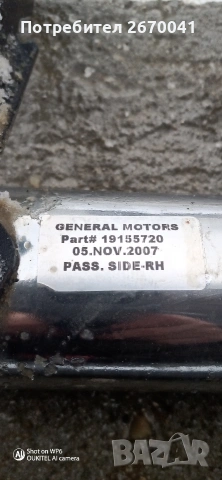 Потребител 2670041
GENERAL MOTORS
Part# 19155720
05.NOV.2007
PASS. SIDE-RH
Shot on WP6
OUKITEL AI camera
BAZAR
bg